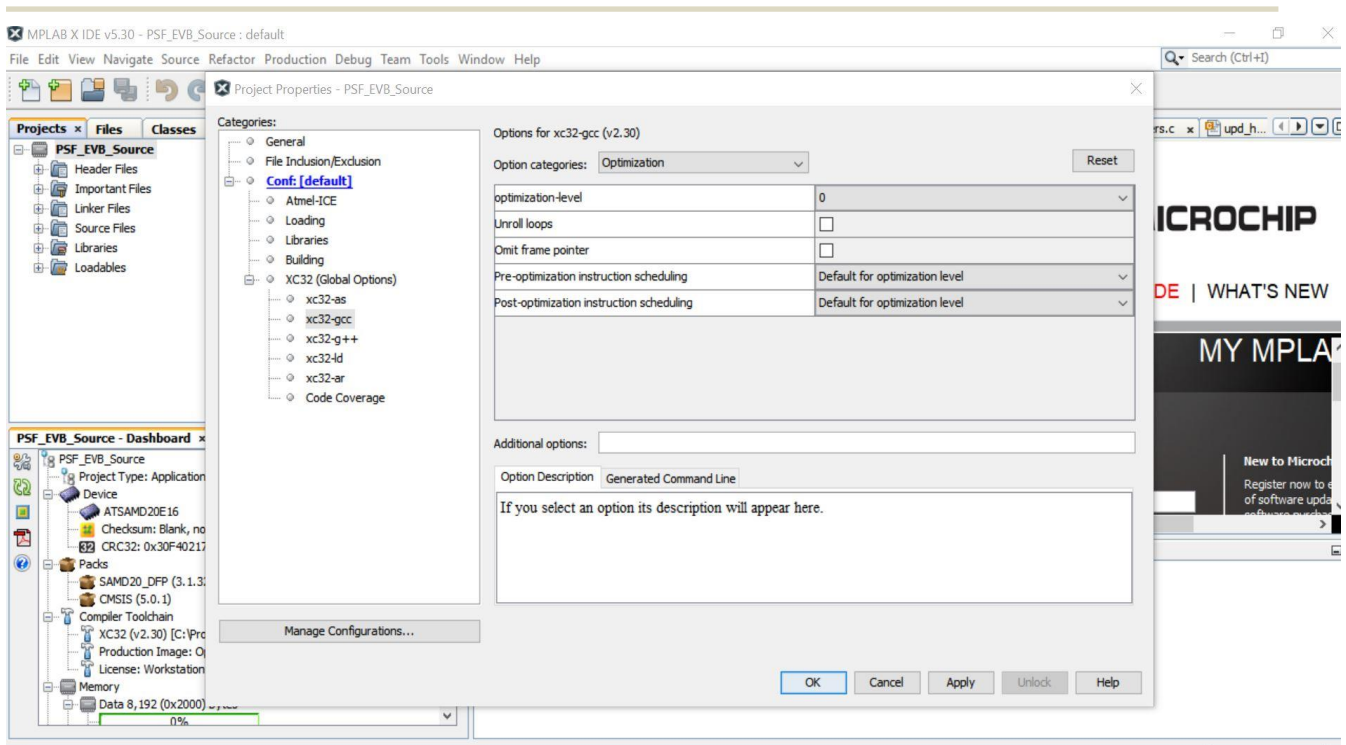 MPLAB X IDE v5.30 - PSF_EVB_Source : default
File Edit View Navigate Source Refactor Production Debug Team Tools Window Help
Search (Ctrl+I)
Project Properties - PSF_EVB_Source
Projects Files Classes
PSF_EVB_Source
Header Files
Important Files
Linker Files
Source Files
Libraries
Loadables
Categories:
General
File Inclusion/Exclusion
Conf: [default]
Atmel-ICE
Loading
Libraries
Building
XC32 (Global Options)
xc32-as
xc32-gcc
xc32-g++
xc32-ld
xc32-ar
Code Coverage
Manage Configurations...
Options for xc32-gcc (v2.30)
Option categories: Optimization Reset
optimization-level 0
Unroll loops
Omit frame pointer
Pre-optimization instruction scheduling Default for optimization level
Post-optimization instruction scheduling Default for optimization level
Additional options:
Option Description Generated Command Line
If you select an option its description will appear here.
OK Cancel Apply Unlock Help
rs.c upd_h...
ICROCHIP
DE | WHAT'S NEW
MY MPLA
New to Microch
Register now to e
of software upda
PSF_EVB_Source - Dashboard
PSF_EVB_Source
Project Type: Application
Device
ATSAMD20E16
Checksum: Blank, no
CRC32: 0x30F40217
Packs
SAMD20_DFP (3.1.3
CMSIS (5.0.1)
Compiler Toolchain
XC32 (v2.30) [C:\Pro
Production Image: O
License: Workstation
Memory
Data 8,192 (0x2000)
0%